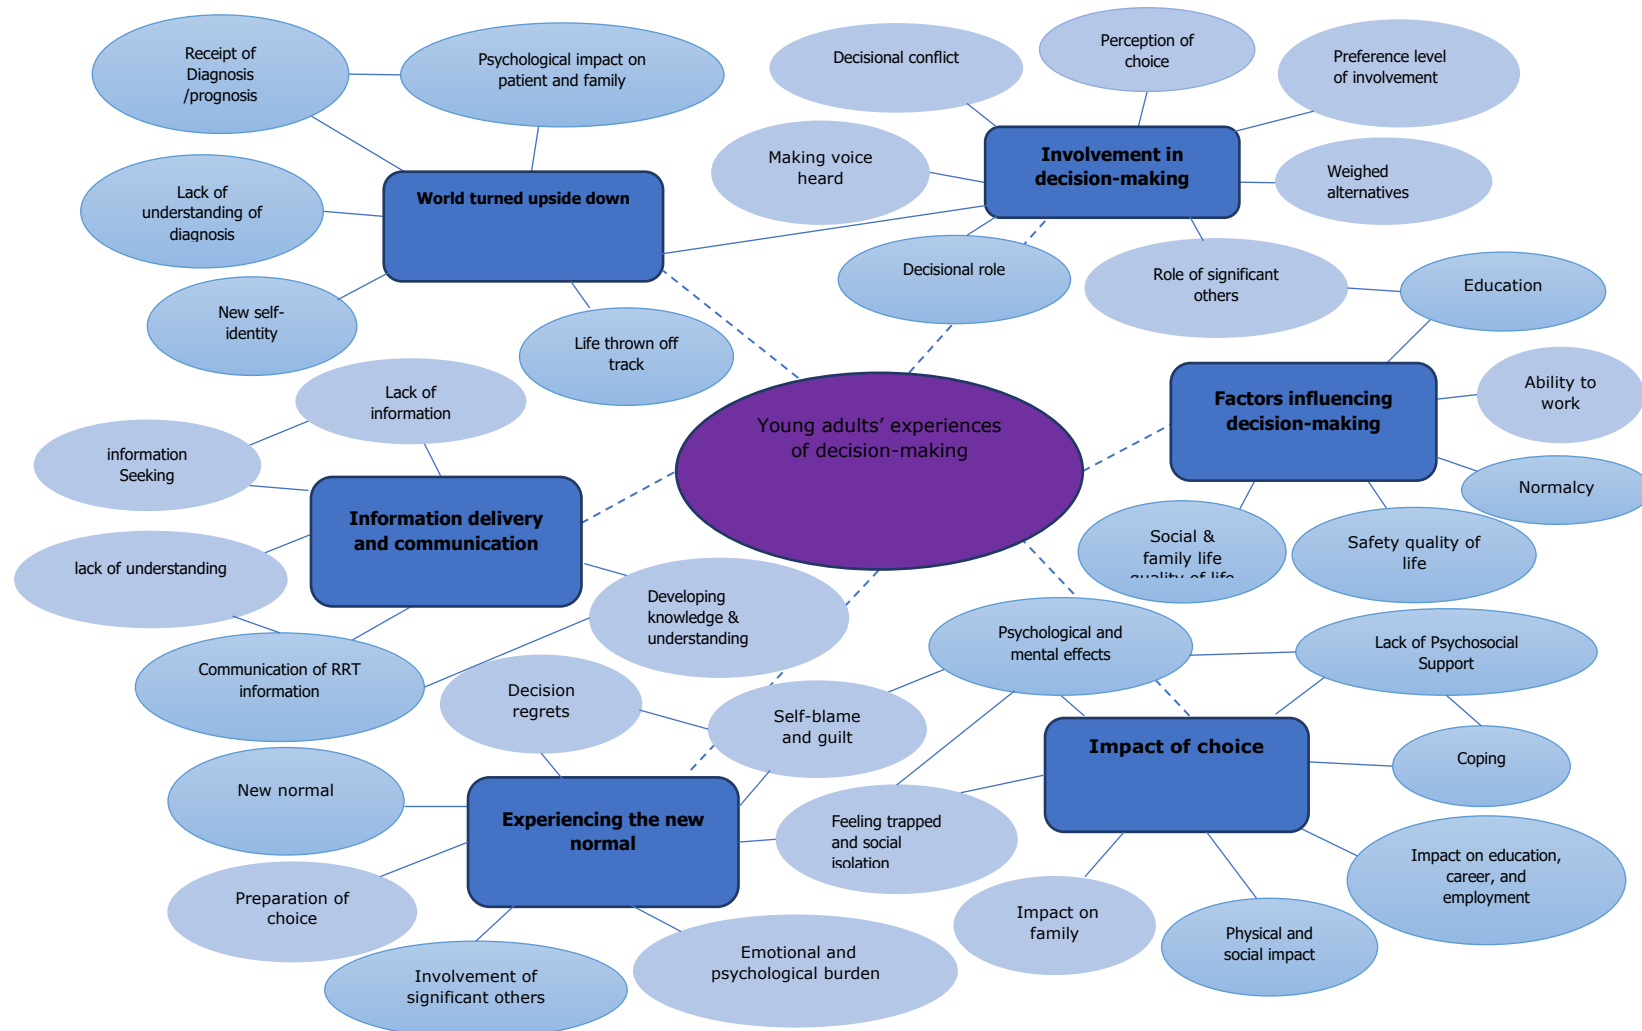 Receipt of
Diagnosis
/prognosis
Psychological impact on
patient and family
Decisional conflict
Perception of
choice
Preference level
of involvement
Making voice
heard
Involvement in
decision-making
Weighed
alternatives
World turned upside down
Lack of
understanding of
diagnosis
Decisional role
Role of significant
others
Education
New self-
identity
Life thrown off
track
Lack of
information
Young adults’ experiences
of decision-making
Factors influencing
decision-making
Ability to
work
information
Seeking
Normalcy
Information delivery
and communication
Social &
family life
quality of life
Safety quality of
life
lack of understanding
Developing
knowledge &
understanding
Psychological and
mental effects
Lack of Psychosocial
Support
Communication of RRT
information
Decision
regrets
Self-blame
and guilt
Impact of choice
Coping
New normal
Experiencing the new
normal
Feeling trapped
and social
isolation
Impact on education,
career, and
employment
Preparation of
choice
Impact on
family
Physical and
social impact
Emotional and
psychological burden
Involvement of
significant others